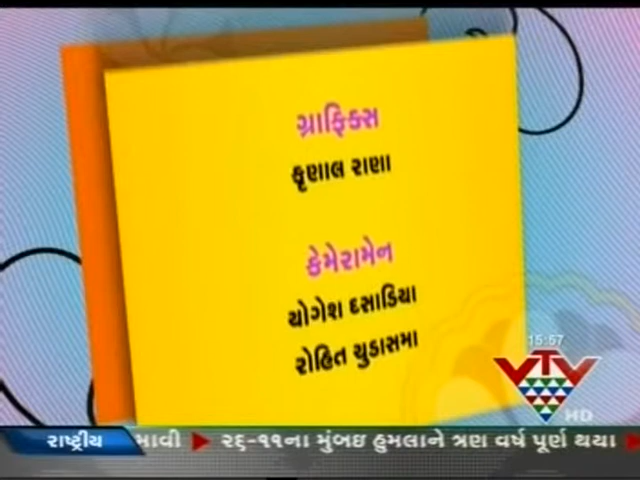 ગ્રાફિક્સ
કૃણાલ રાણા
કેમેરામેન
યોગેશ દસાડિયા
રોહિત ચુડાસમા
15:57
VTV
HD
રાષ્ટ્રીય માવી ૨૬-૧૧ના મુંબઇ હુમલાને ત્રણ વર્ષ પૂર્ણ થયા